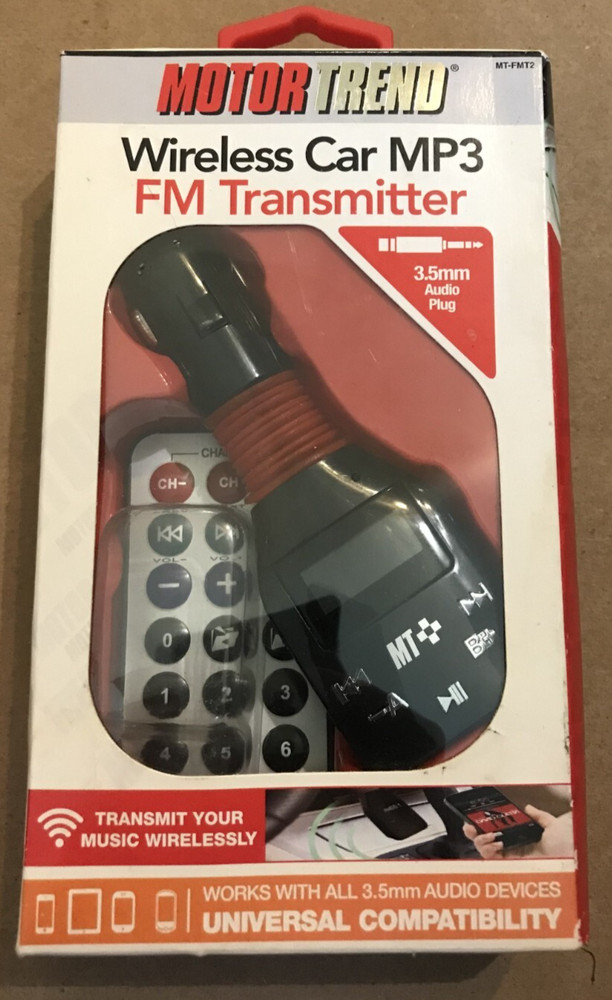 MOTOR TREND®
MT-FMT2
Wireless Car MP3
FM Transmitter
3.5mm
Audio
Plug
CH- CH
VOL-
- +
0
1 2 3
4 5 6
MT
TRANSMIT YOUR
MUSIC WIRELESSLY
WORKS WITH ALL 3.5mm AUDIO DEVICES
UNIVERSAL COMPATIBILITY